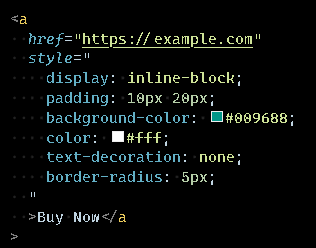 <a
href="https://example.com"
style="
display: inline-block;
padding: 10px 20px;
background-color: #009688;
color: #fff;
text-decoration: none;
border-radius: 5px;
"
>Buy Now</a
>